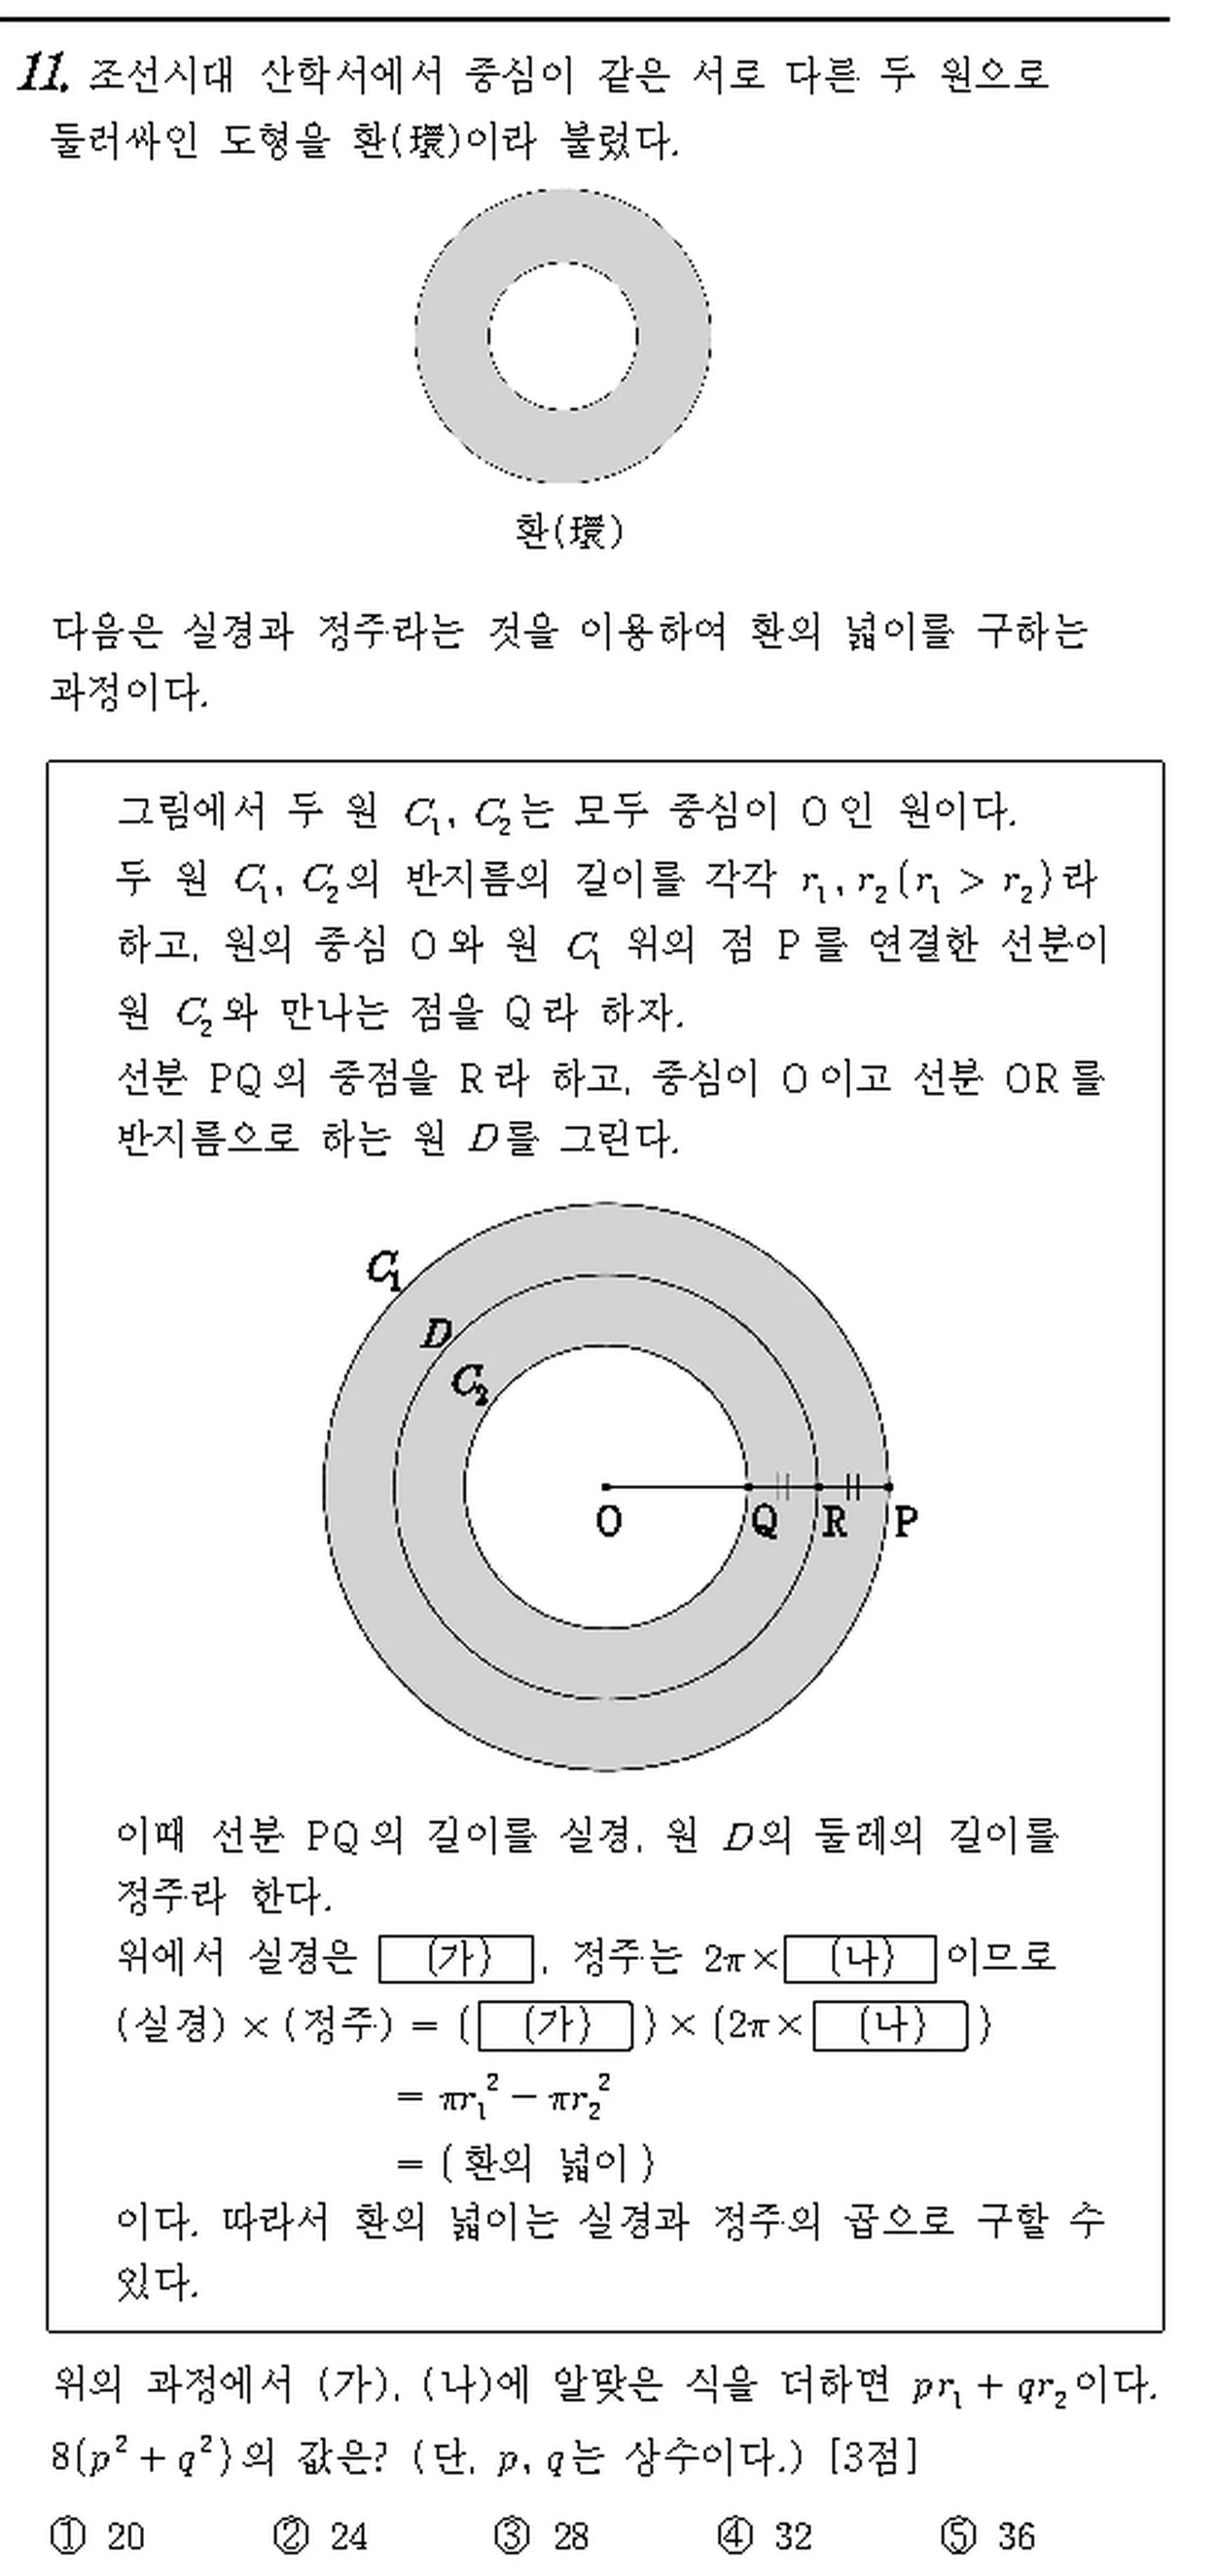 11. 조선시대 산학서에서 중심이 같은 서로 다른 두 원으로
둘러싸인 도형을 환(環)이라 불렀다.
환(環)
다음은 실경과 정주라는 것을 이용하여 환의 넓이를 구하는
과정이다.
그림에서 두 원 C₁, C₂는 모두 중심이 O인 원이다.
두 원 C₁, C₂의 반지름의 길이를 각각 r₁, r₂(r₁ > r₂)라
하고, 원의 중심 O와 원 C₁ 위의 점 P를 연결한 선분이
원 C₂와 만나는 점을 Q라 하자.
선분 PQ의 중점을 R라 하고, 중심이 O이고 선분 OR를
반지름으로 하는 원 D를 그린다.
C₁
D
C₂
O Q R P
이때 선분 PQ의 길이를 실경, 원 D의 둘레의 길이를
정주라 한다.
위에서 실경은 (가), 정주는 2π×(나)이므로
(실경)×(정주) = ((가))×(2π×(나))
= πr₁² − πr₂²
= (환의 넓이)
이다. 따라서 환의 넓이는 실경과 정주의 곱으로 구할 수
있다.
위의 과정에서 (가), (나)에 알맞은 식을 더하면 pr₁ + qr₂이다.
8(p² + q²)의 값은? (단, p, q는 상수이다.) [3점]
① 20 ② 24 ③ 28 ④ 32 ⑤ 36